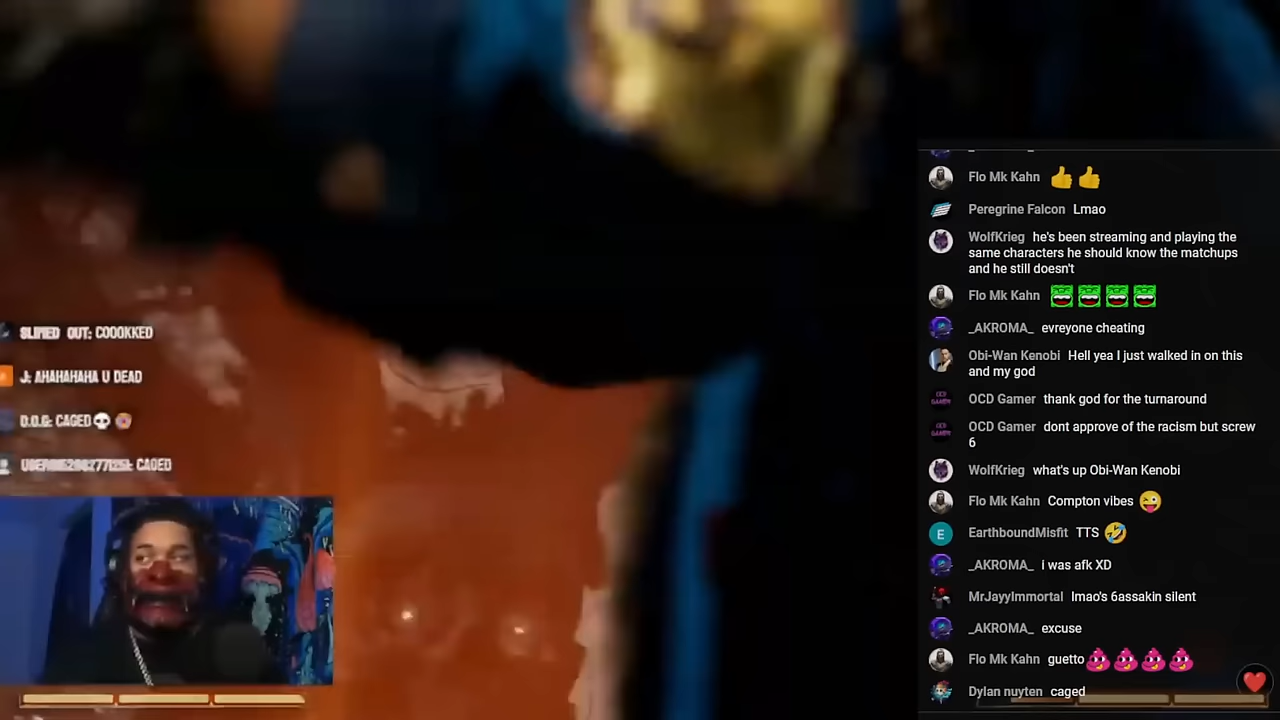 Flo Mk Kahn 👍👍
Peregrine Falcon Lmao
WolfKrieg he's been streaming and playing the
same characters he should know the matchups
and he still doesn't
Flo Mk Kahn
_AKROMA_ evreyone cheating
Obi-Wan Kenobi Hell yea I just walked in on this
and my god
OCD Gamer thank god for the turnaround
OCD Gamer dont approve of the racism but screw
6
WolfKrieg what's up Obi-Wan Kenobi
Flo Mk Kahn Compton vibes 😜
E
EarthboundMisfit TTS 🤣
_AKROMA_ i was afk XD
MrJayyImmortal lmao's 6assakin silent
_AKROMA_ excuse
Flo Mk Kahn guetto
Dylan nuyten caged
SLIMED OUT: COOOKKED
J: AHAHAHAHA U DEAD
D.O.G: CAGED💀🍩
CAGED